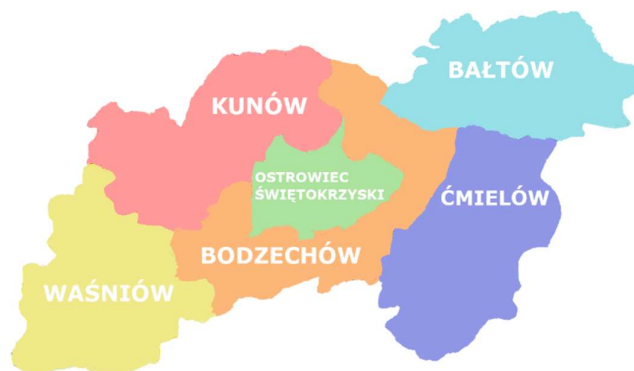 BAŁTÓW
KUNÓW
OSTROWIEC
ŚWIĘTOKRZYSKI
ĆMIELÓW
BODZECHÓW
WAŚNIÓW